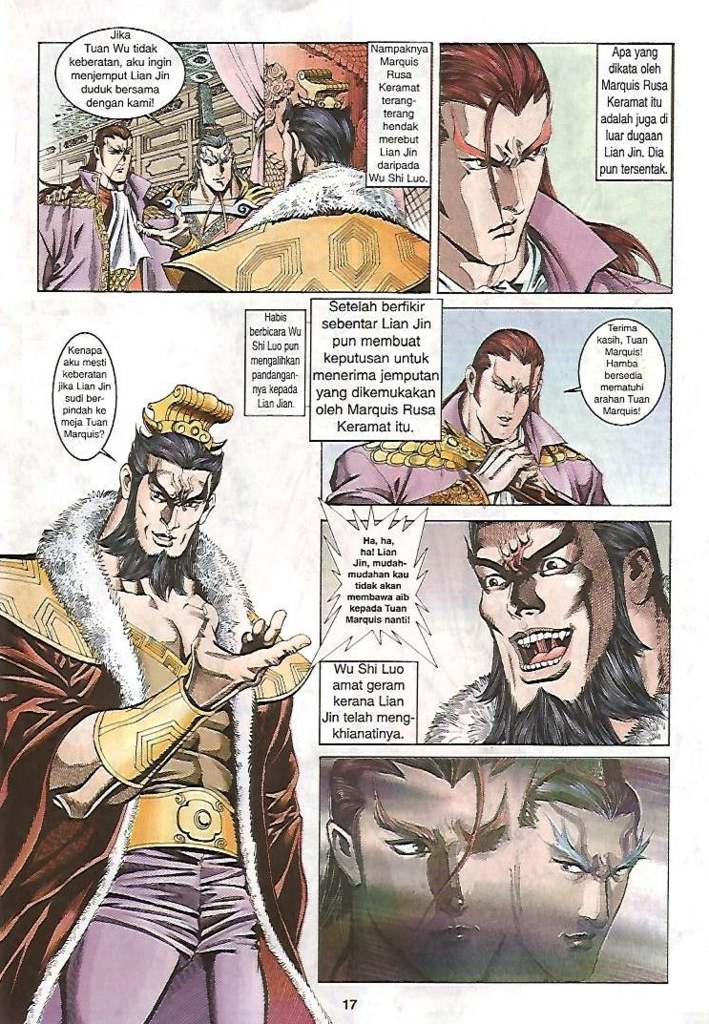 Jika
Tuan Wu tidak
keberatan, aku ingin
menjemput Lian Jin
duduk bersama
dengan kami!
Nampaknya
Marquis
Rusa
Keramat
terang-
terang
hendak
merebut
Lian Jin
daripada
Wu Shi Luo.
Apa yang
dikata oleh
Marquis Rusa
Keramat itu
adalah juga di
luar dugaan
Lian Jin. Dia
pun tersentak.
Kenapa
aku mesti
keberatan
jika Lian Jin
sudi ber-
pindah ke
meja Tuan
Marquis?
Habis
berbicara Wu
Shi Luo pun
mengalihkan
pandangan-
nya kepada
Lian Jian.
Setelah berfikir
sebentar Lian Jin
pun membuat
keputusan untuk
menerima jemputan
yang dikemukakan
oleh Marquis Rusa
Keramat itu.
Terima
kasih, Tuan
Marquis!
Hamba
bersedia
mematuhi
arahan Tuan
Marquis!
Ha, ha,
ha! Lian
Jin, mudah-
mudahan kau
tidak akan
membawa aib
kepada Tuan
Marquis nanti!
Wu Shi Luo
amat geram
kerana Lian
Jin telah meng-
khianatinya.
17